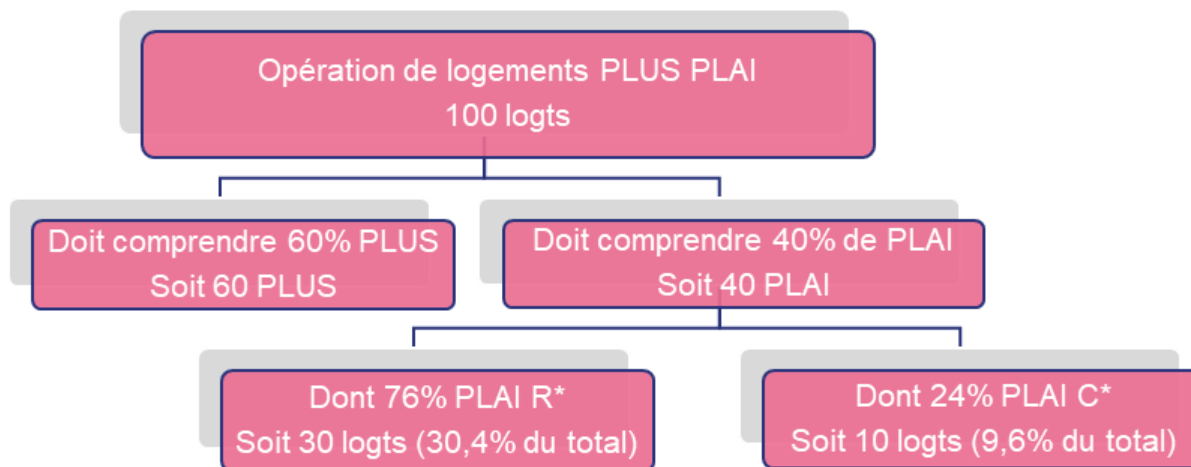 Opération de logements PLUS PLAI
100 logts
Doit comprendre 60% PLUS
Soit 60 PLUS
Doit comprendre 40% de PLAI
Soit 40 PLAI
Dont 76% PLAI R*
Soit 30 logts (30,4% du total)
Dont 24% PLAI C*
Soit 10 logts (9,6% du total)